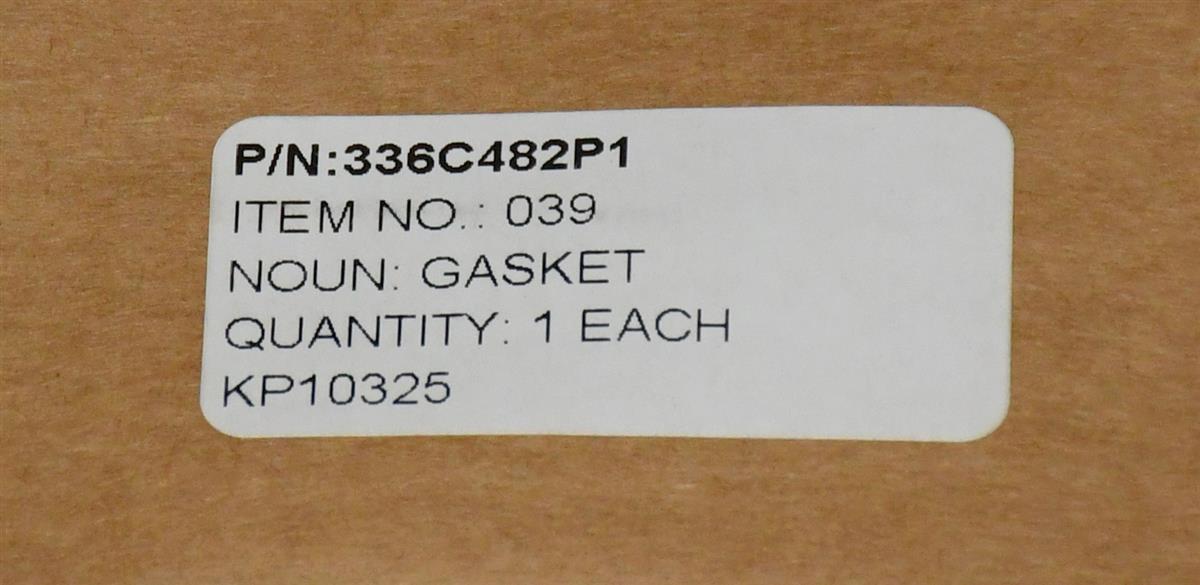 P/N:336C482P1
ITEM NO.: 039
NOUN: GASKET
QUANTITY: 1 EACH
KP10325